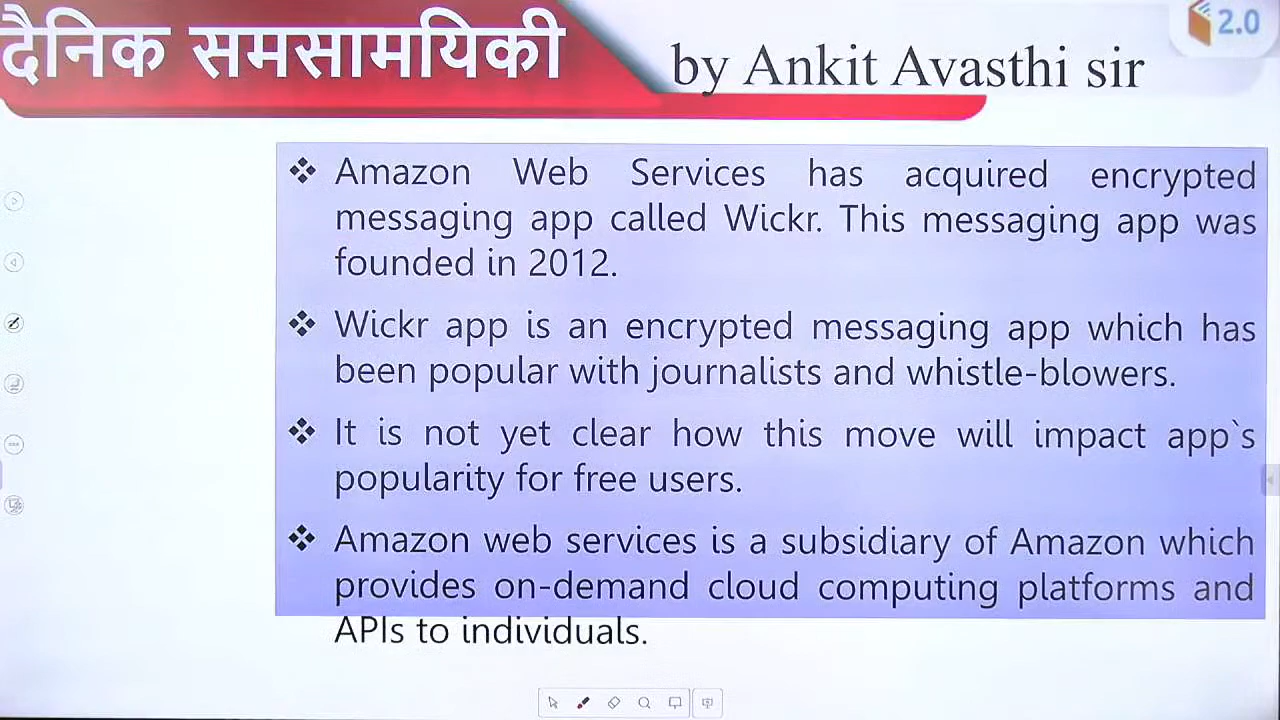 दैनिक समसामयिकी by Ankit Avasthi sir
2.0
❖ Amazon Web Services has acquired encrypted
messaging app called Wickr. This messaging app was
founded in 2012.
❖ Wickr app is an encrypted messaging app which has
been popular with journalists and whistle-blowers.
❖ It is not yet clear how this move will impact app`s
popularity for free users.
❖ Amazon web services is a subsidiary of Amazon which
provides on-demand cloud computing platforms and
APIs to individuals.